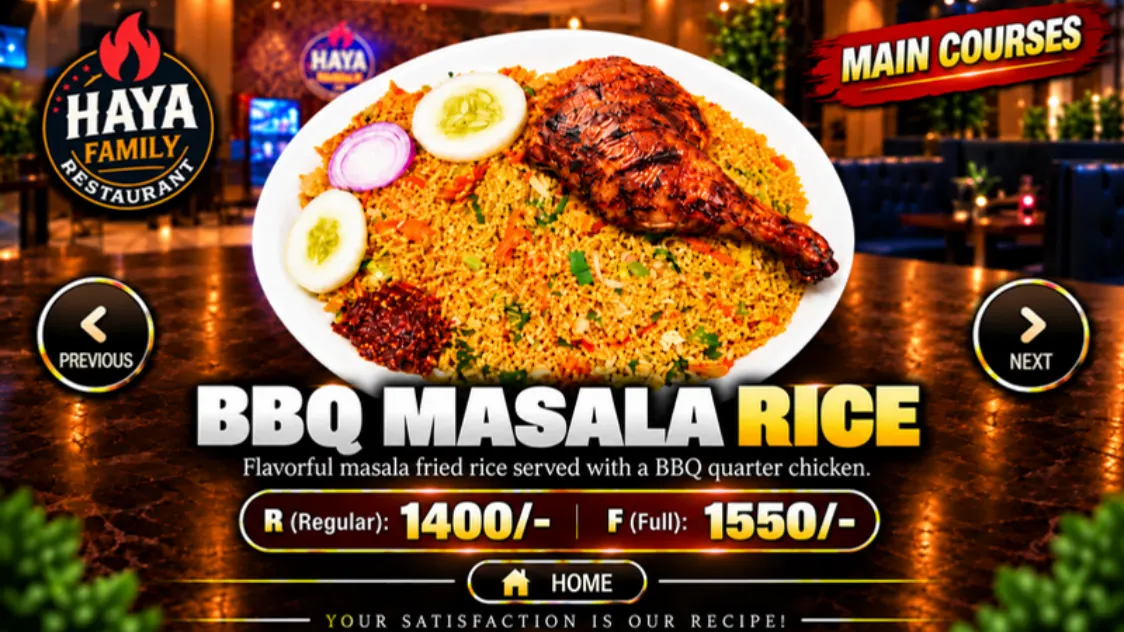 HAYA
FAMILY
RESTAURANT
HAYA
MAIN COURSES
PREVIOUS
NEXT
BBQ MASALA RICE
Flavorful masala fried rice served with a BBQ quarter chicken.
R (Regular): 1400/- F (Full): 1550/-
HOME
YOUR SATISFACTION IS OUR RECIPE!